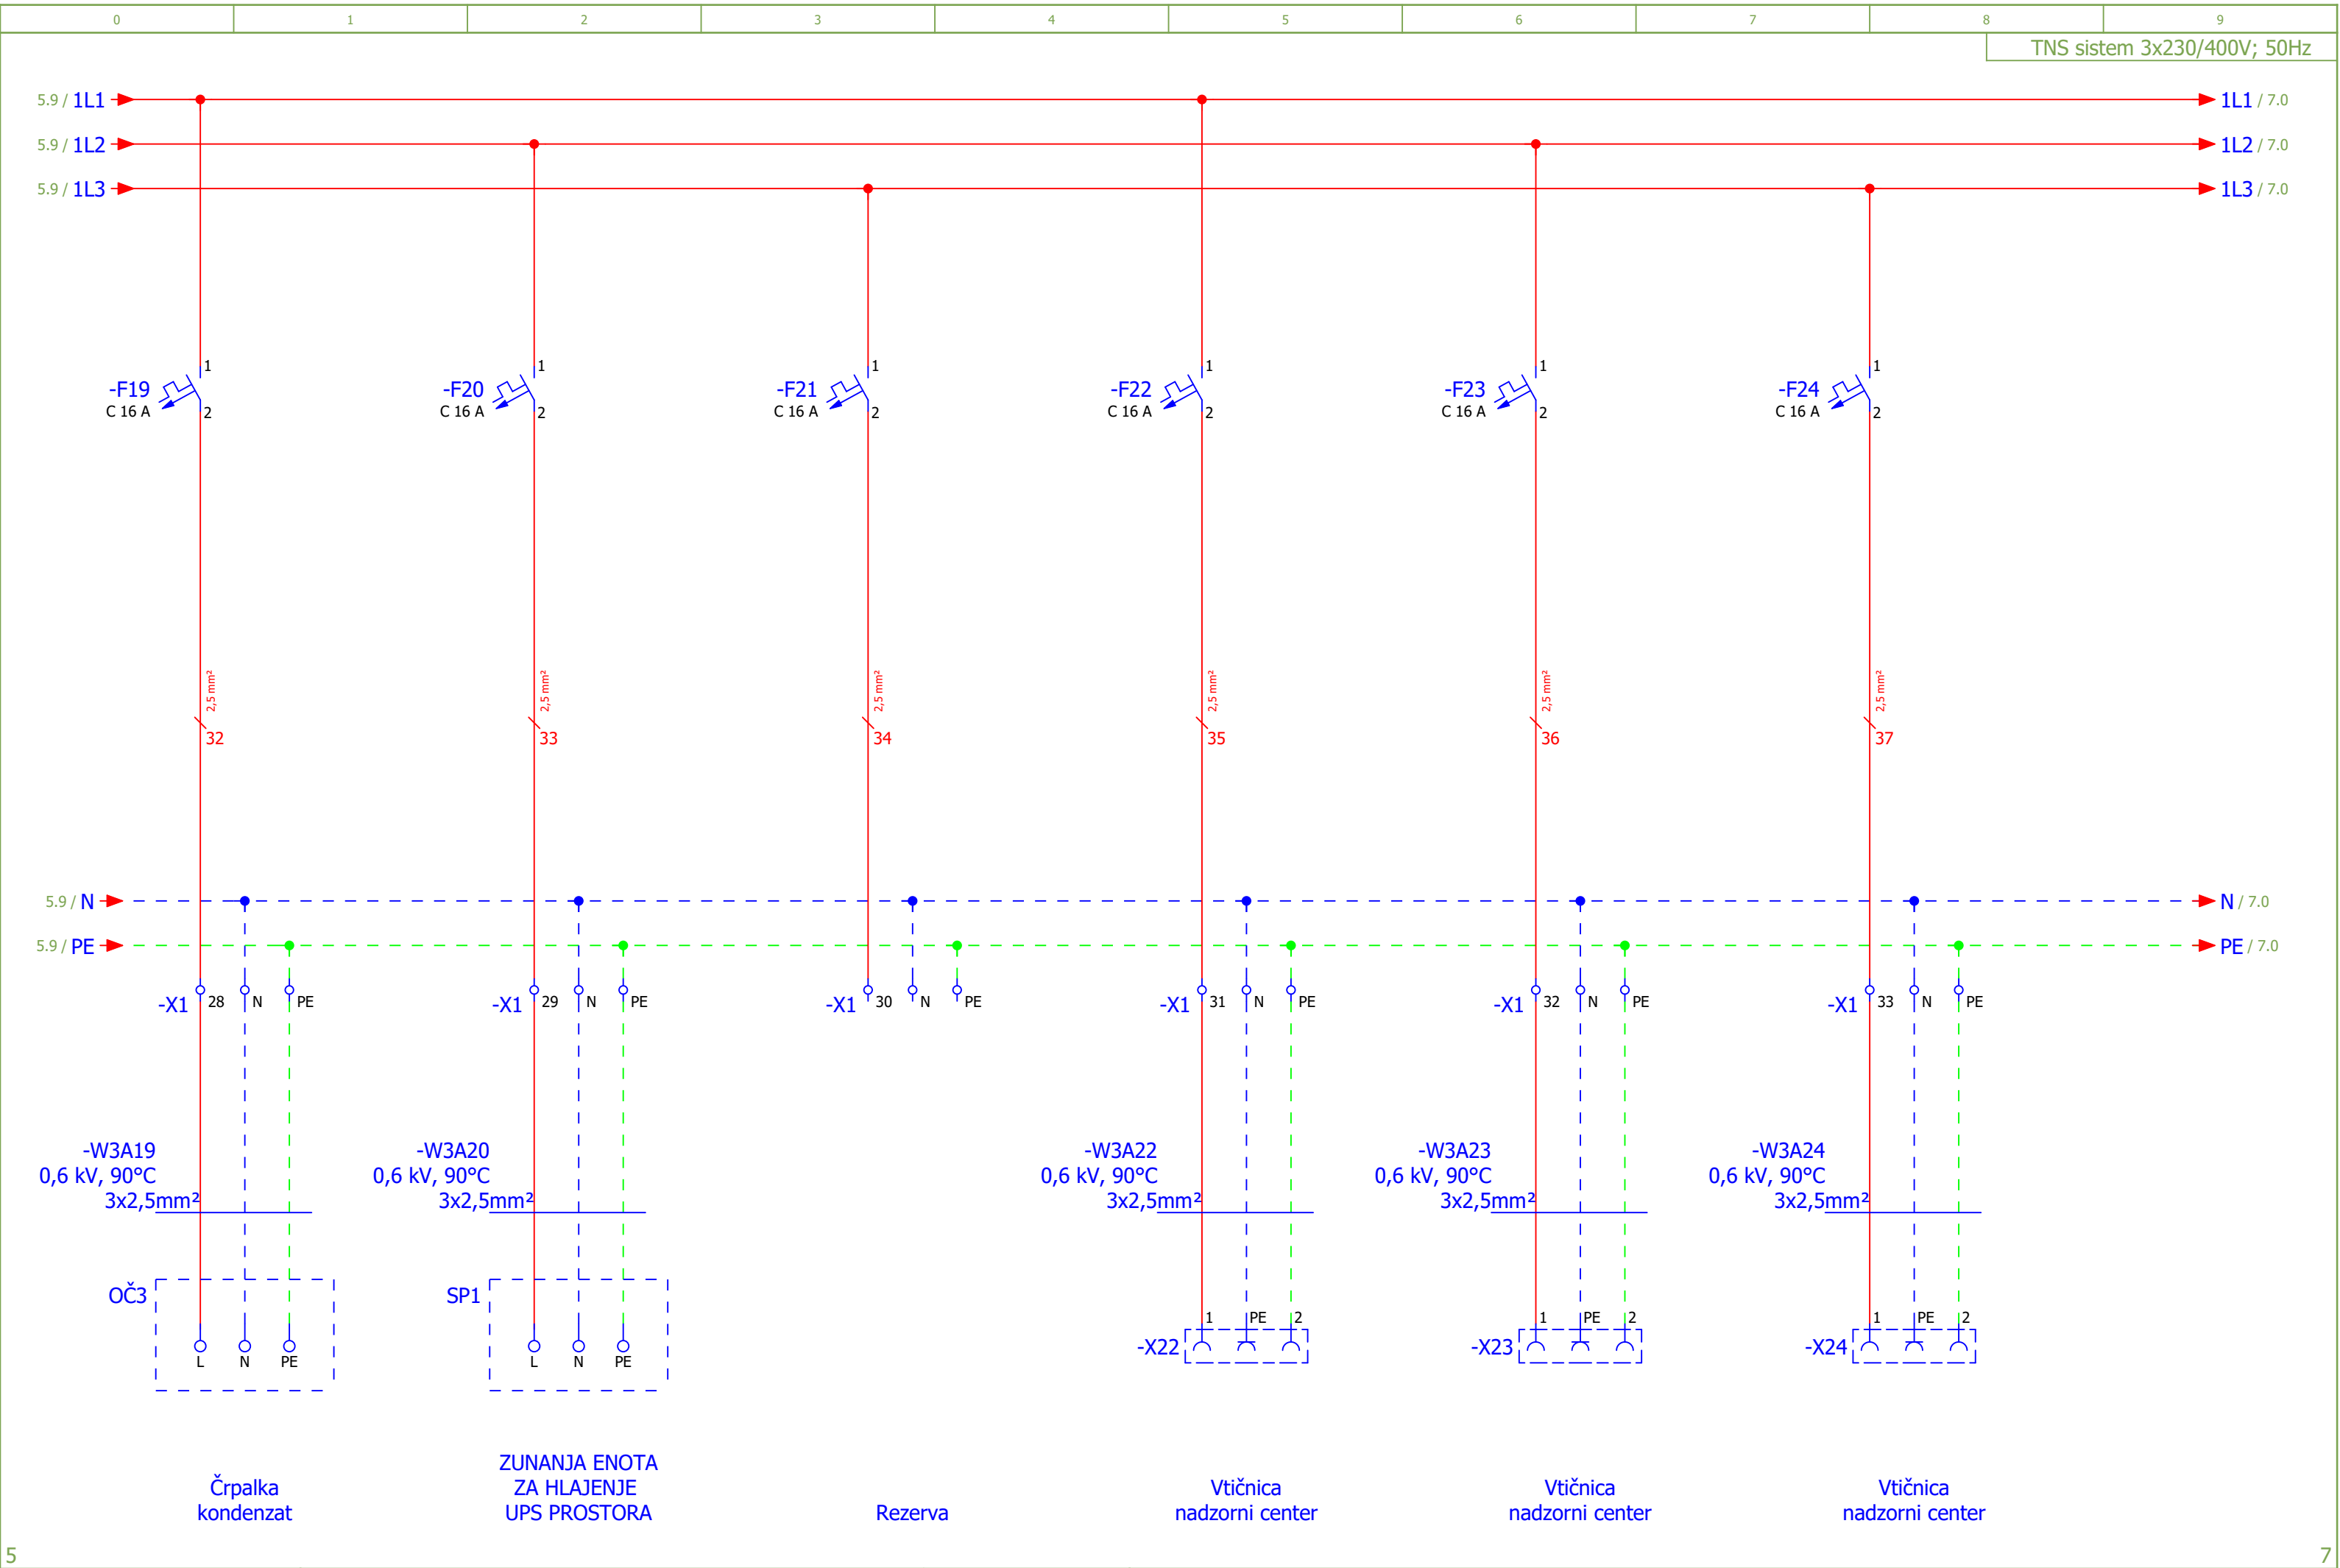 0 1 2 3 4 5 6 7 8 9
TNS sistem 3x230/400V; 50Hz
5.9 / 1L1 1L1 / 7.0
5.9 / 1L2 1L2 / 7.0
5.9 / 1L3 1L3 / 7.0
1 1 1 1 1 1
-F19 -F20 -F21 -F22 -F23 -F24
C 16 A 2 C 16 A 2 C 16 A 2 C 16 A 2 C 16 A 2 C 16 A 2
2,5 mm² 2,5 mm² 2,5 mm² 2,5 mm² 2,5 mm² 2,5 mm²
32 33 34 35 36 37
5.9 / N N / 7.0
5.9 / PE PE / 7.0
-X1 28 N PE -X1 29 N PE -X1 30 N PE -X1 31 N PE -X1 32 N PE -X1 33 N PE
-W3A19 -W3A20 -W3A22 -W3A23 -W3A24
0,6 kV, 90°C 0,6 kV, 90°C 0,6 kV, 90°C 0,6 kV, 90°C 0,6 kV, 90°C
3x2,5mm² 3x2,5mm² 3x2,5mm² 3x2,5mm² 3x2,5mm²
OČ3 SP1
1 PE 2 1 PE 2 1 PE 2
-X22 -X23 -X24
L N PE L N PE
Črpalka
kondenzat
ZUNANJA ENOTA
ZA HLAJENJE
UPS PROSTORA
Rezerva
Vtičnica
nadzorni center
Vtičnica
nadzorni center
Vtičnica
nadzorni center
5 7